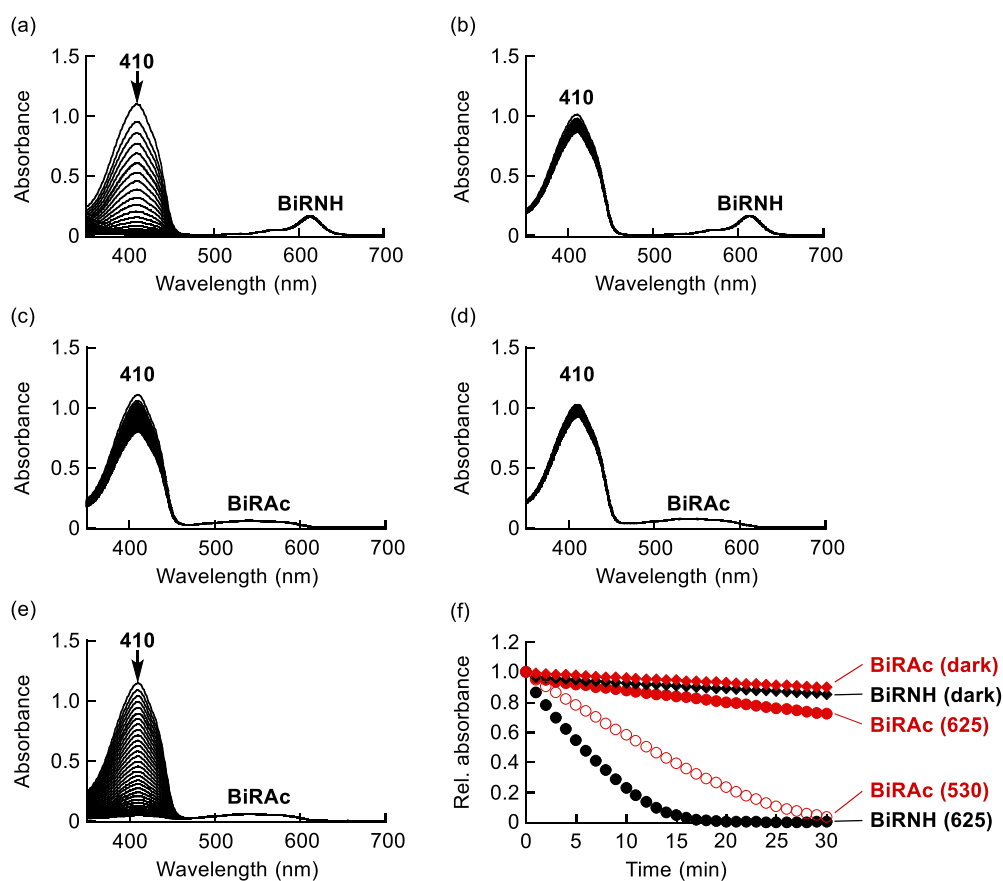 (a)
1.5
1.0
0.5
0
Absorbance
410
BiRNH
400 500 600 700
Wavelength (nm)
(b)
1.5
1.0
0.5
0
Absorbance
410
BiRNH
400 500 600 700
Wavelength (nm)
(c)
1.5
1.0
0.5
0
Absorbance
410
BiRAc
400 500 600 700
Wavelength (nm)
(d)
1.5
1.0
0.5
0
Absorbance
410
BiRAc
400 500 600 700
Wavelength (nm)
(e)
1.5
1.0
0.5
0
Absorbance
410
BiRAc
400 500 600 700
Wavelength (nm)
(f)
1.2
1.0
0.8
0.6
0.4
0.2
0
Rel. absorbance
BiRAc (dark)
BiRNH (dark)
BiRAc (625)
BiRAc (530)
BiRNH (625)
0 5 10 15 20 25 30
Time (min)